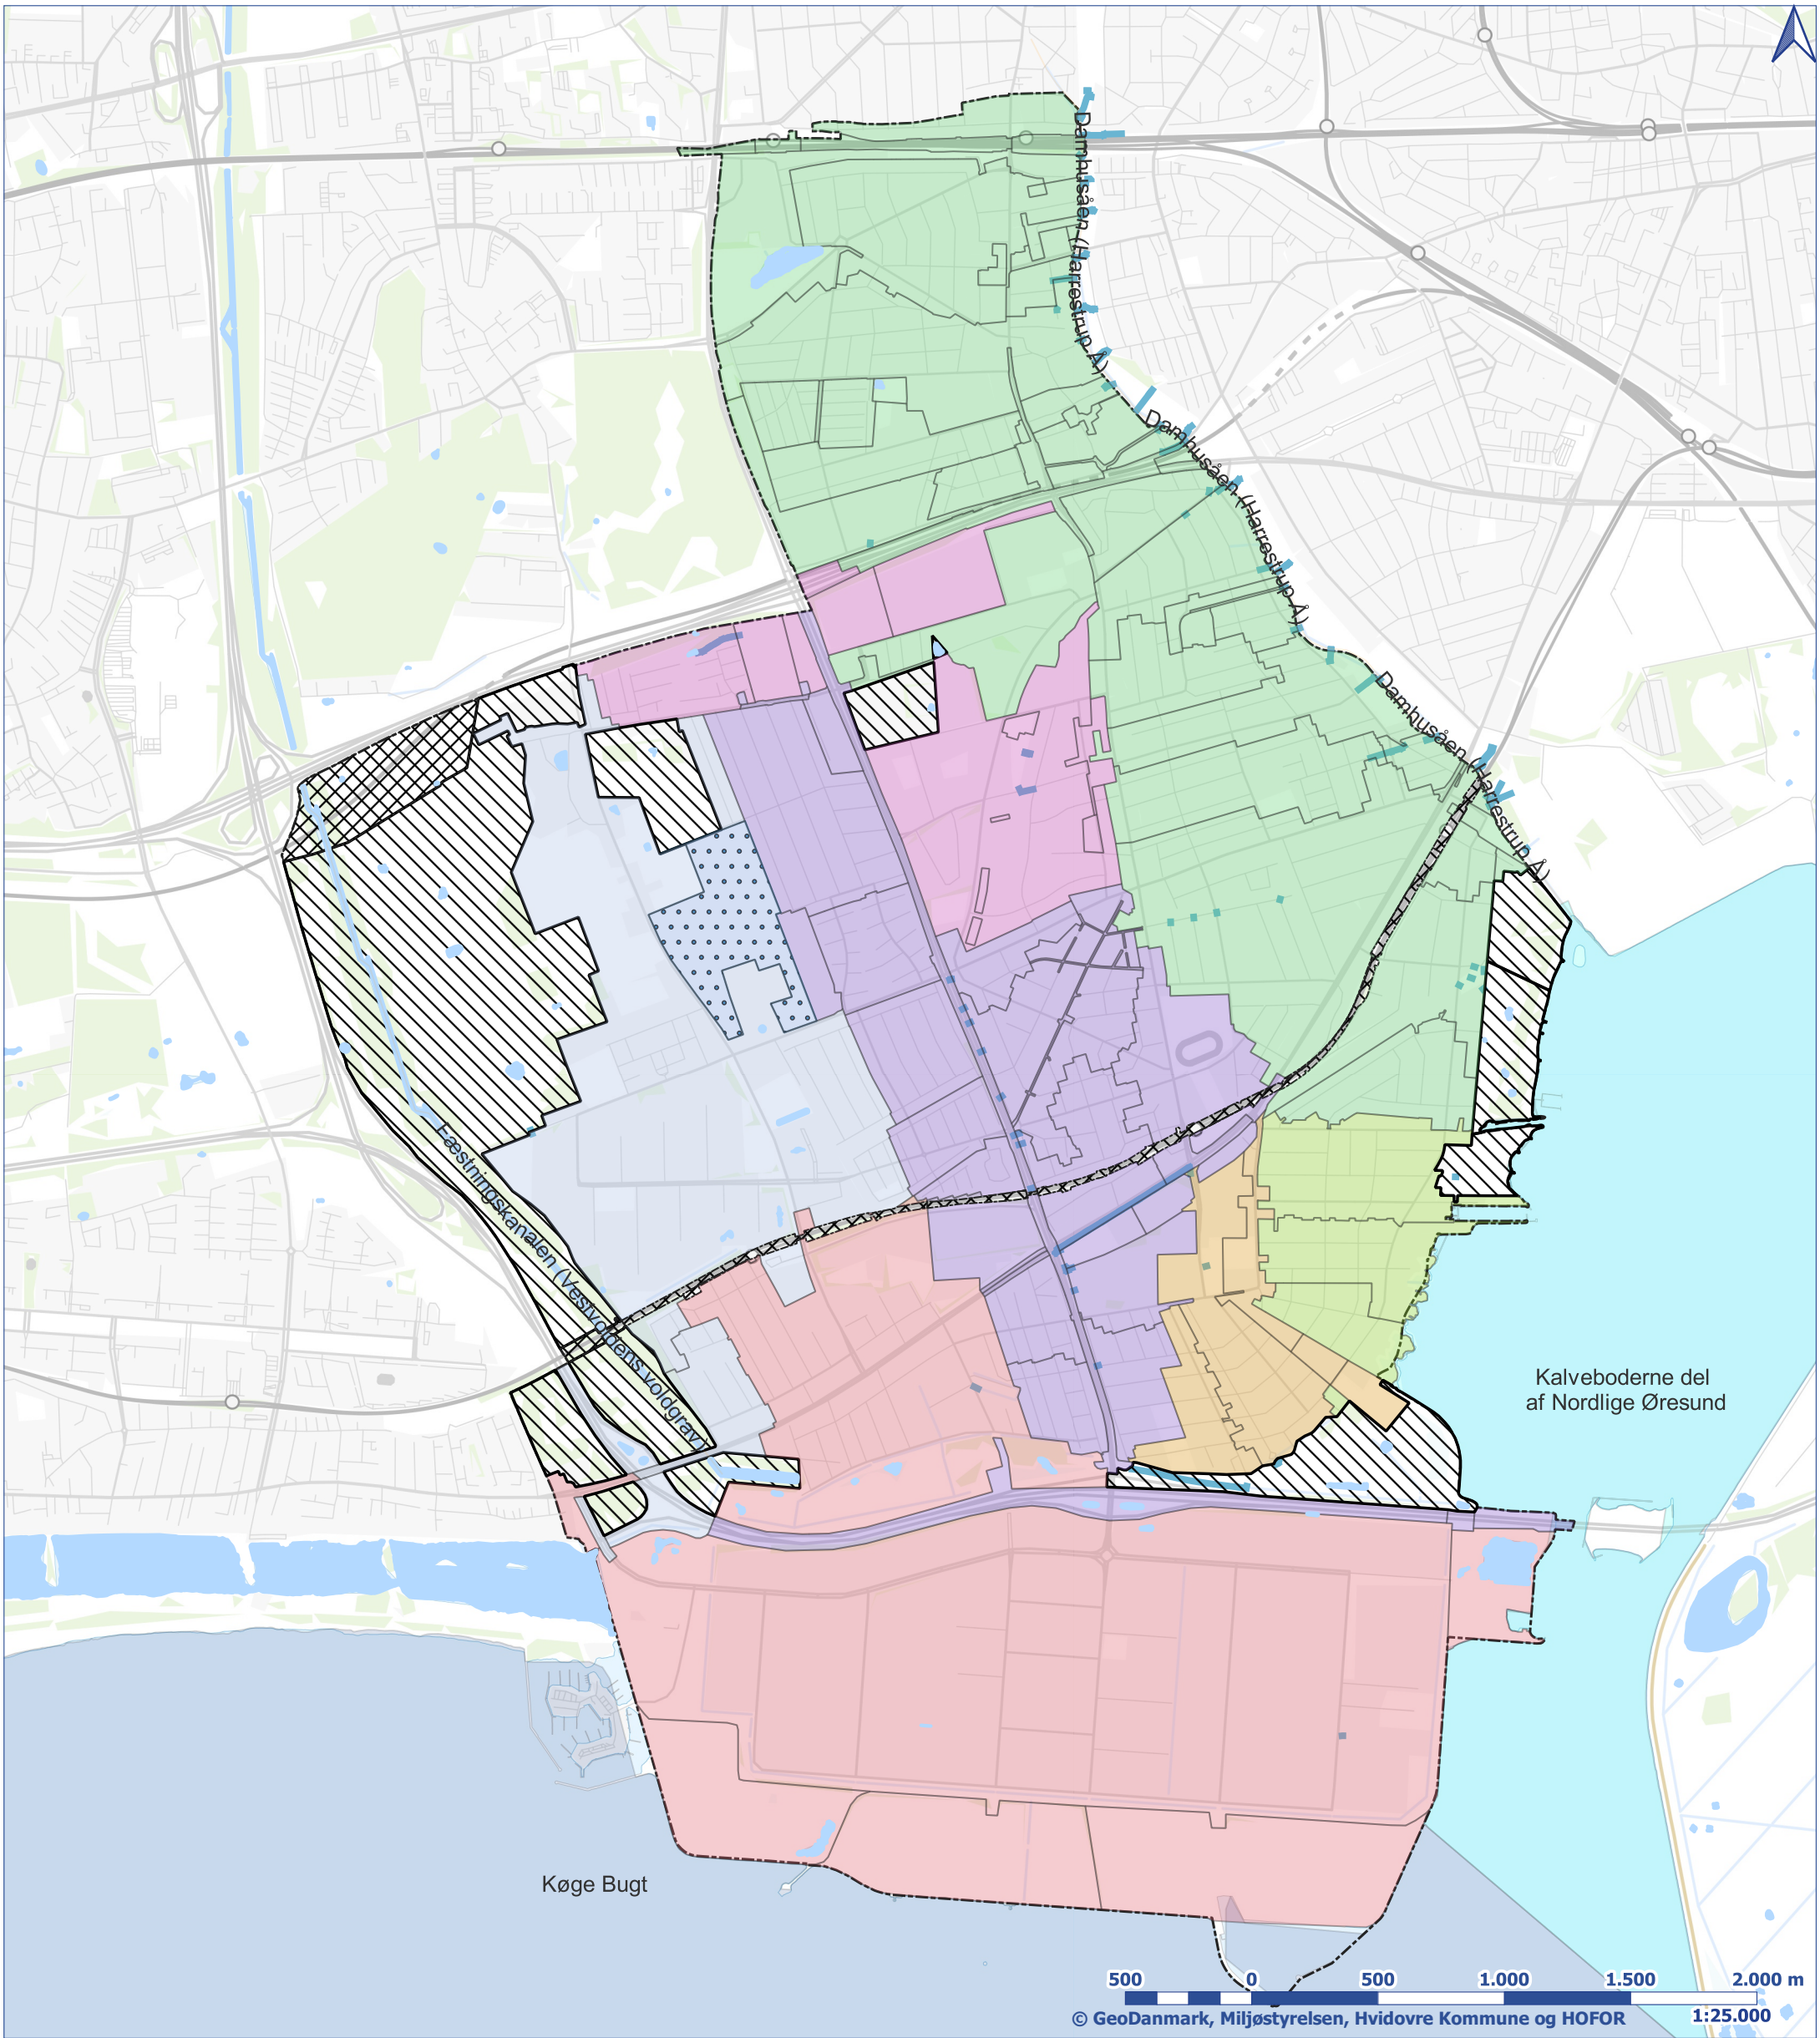 Damhusåen (Harrestrup Å)
Damhusåen (Harrestrup Å)
Damhusåen (Harrestrup Å)
Fæstningskanalen (Vestvoldens voldgrav)
Kalveboderne del
af Nordlige Øresund
Køge Bugt
500 0 500 1.000 1.500 2.000 m
© GeoDanmark, Miljøstyrelsen, Hvidovre Kommune og HOFOR
1:25.000